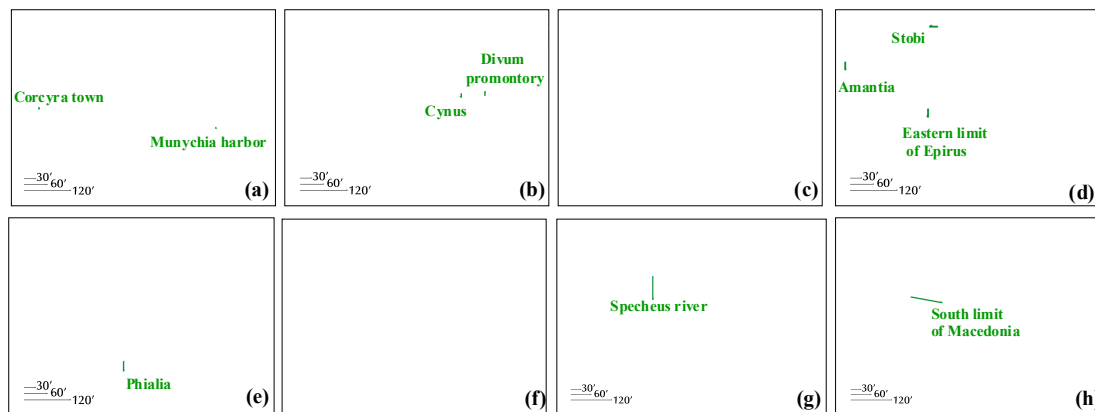 Corcyra town
Munychia harbor
30′
60′
120′
(a)
Divum
promontory
Cynus
30′
60′
120′
(b)
(c)
Stobi
Amantia
Eastern limit
of Epirus
30′
60′
120′
(d)
Phialia
30′
60′
120′
(e)
(f)
Specheus river
30′
60′
120′
(g)
South limit
of Macedonia
30′
60′
120′
(h)